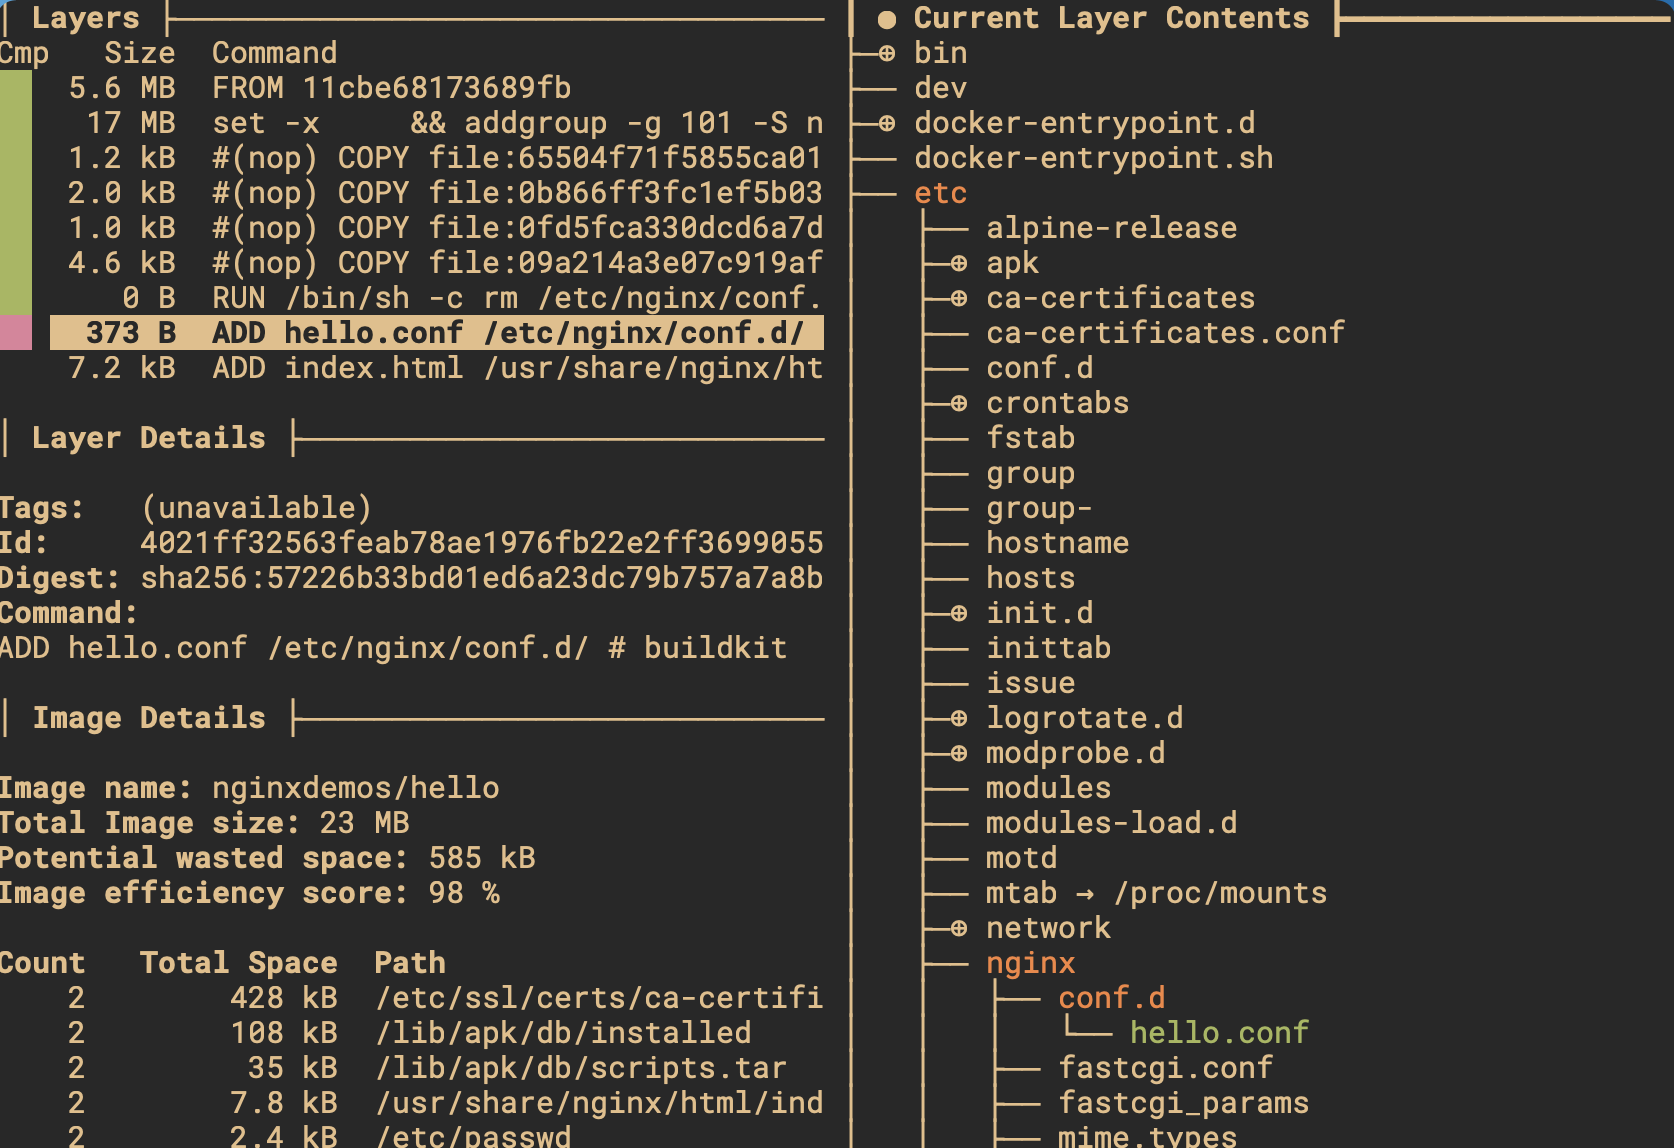 Layers
Cmp Size Command
5.6 MB FROM 11cbe68173689fb
17 MB set -x && addgroup -g 101 -S n
1.2 kB #(nop) COPY file:65504f71f5855ca01
2.0 kB #(nop) COPY file:0b866ff3fc1ef5b03
1.0 kB #(nop) COPY file:0fd5fca330dcd6a7d
4.6 kB #(nop) COPY file:09a214a3e07c919af
0 B RUN /bin/sh -c rm /etc/nginx/conf.
373 B ADD hello.conf /etc/nginx/conf.d/
7.2 kB ADD index.html /usr/share/nginx/ht
Layer Details
Tags: (unavailable)
Id: 4021ff32563feab78ae1976fb22e2ff3699055
Digest: sha256:57226b33bd01ed6a23dc79b757a7a8b
Command:
ADD hello.conf /etc/nginx/conf.d/ # buildkit
Image Details
Image name: nginxdemos/hello
Total Image size: 23 MB
Potential wasted space: 585 kB
Image efficiency score: 98 %
Count Total Space Path
2 428 kB /etc/ssl/certs/ca-certifi
2 108 kB /lib/apk/db/installed
2 35 kB /lib/apk/db/scripts.tar
2 7.8 kB /usr/share/nginx/html/ind
2 2.4 kB /etc/passwd
● Current Layer Contents
├─⊕ bin
├── dev
├─⊕ docker-entrypoint.d
├── docker-entrypoint.sh
├── etc
│   ├── alpine-release
│   ├─⊕ apk
│   ├─⊕ ca-certificates
│   ├── ca-certificates.conf
│   ├── conf.d
│   ├─⊕ crontabs
│   ├── fstab
│   ├── group
│   ├── group-
│   ├── hostname
│   ├── hosts
│   ├─⊕ init.d
│   ├── inittab
│   ├── issue
│   ├─⊕ logrotate.d
│   ├─⊕ modprobe.d
│   ├── modules
│   ├── modules-load.d
│   ├── motd
│   ├── mtab → /proc/mounts
│   ├─⊕ network
│   ├── nginx
│   │   ├── conf.d
│   │   │   └── hello.conf
│   │   ├── fastcgi.conf
│   │   ├── fastcgi_params
│   │   ├── mime.types